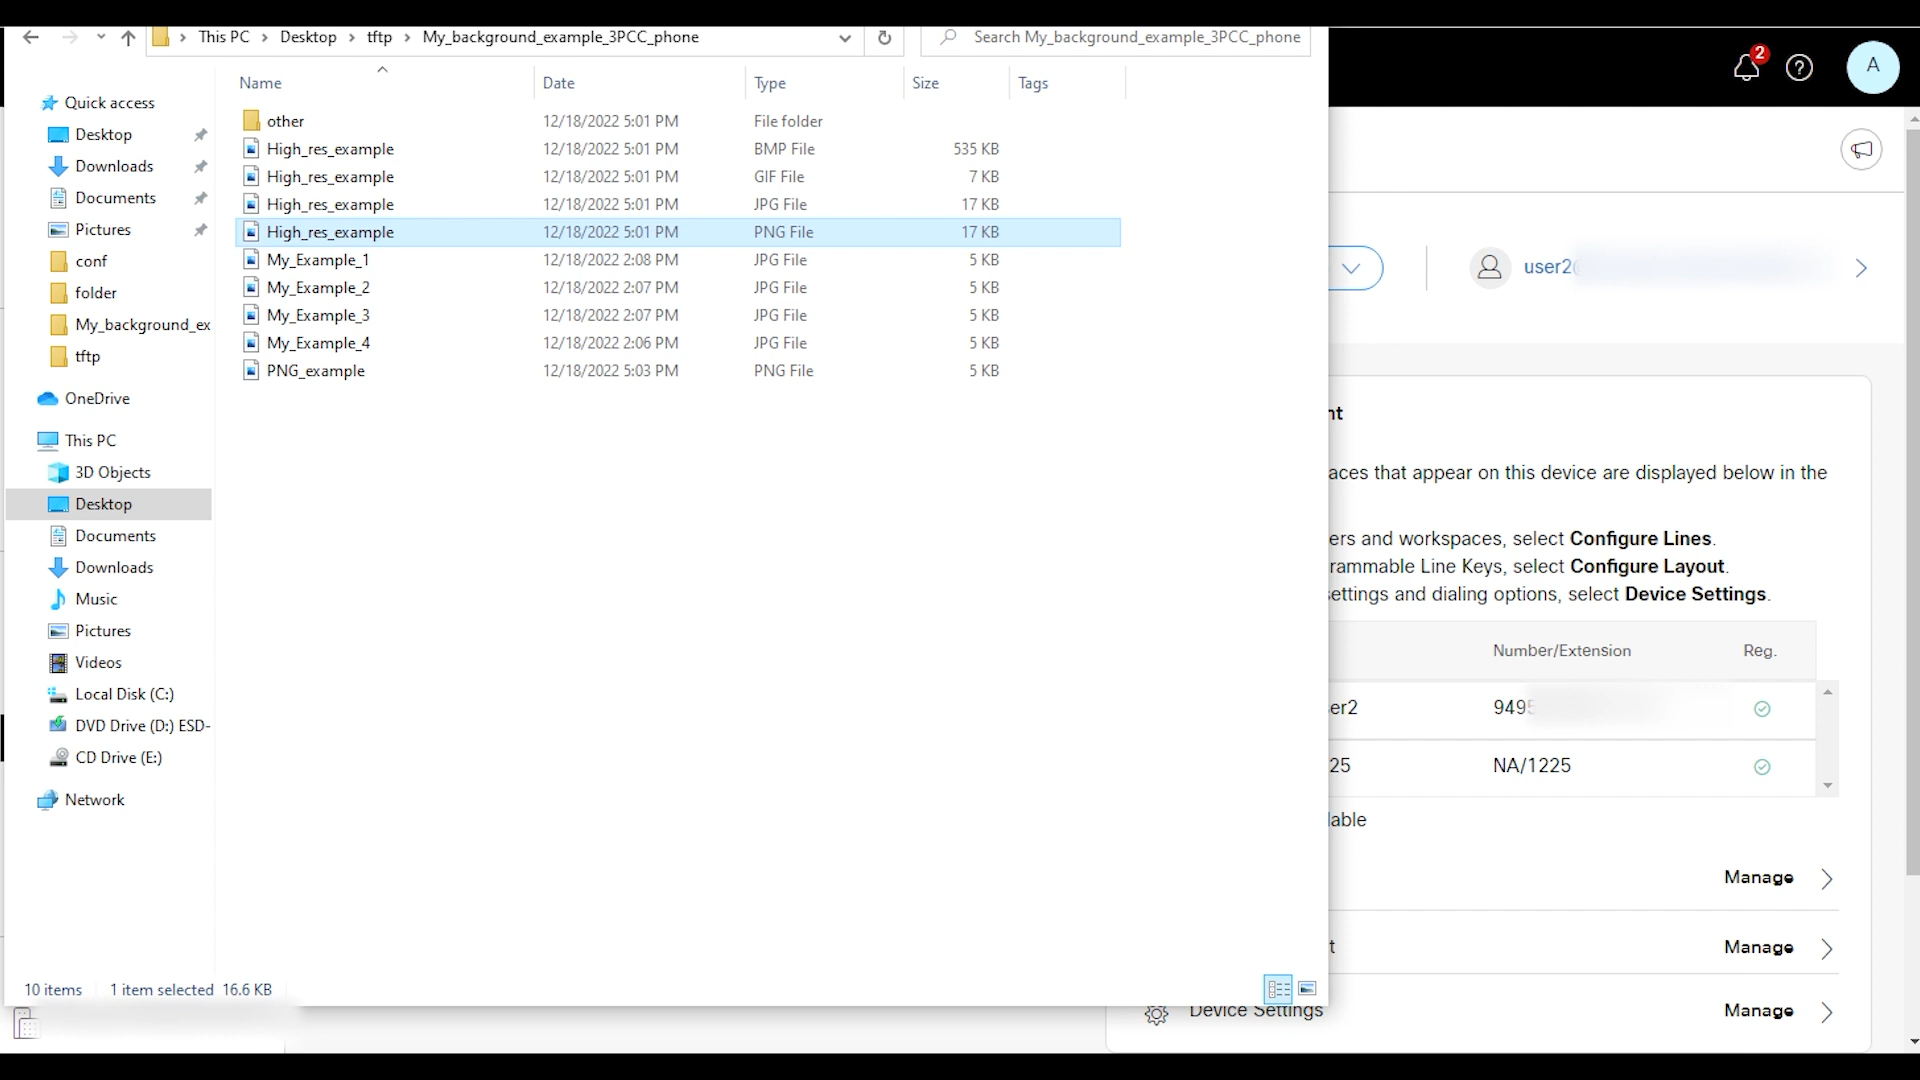 This PC > Desktop > tftp > My_background_example_3PCC_phone
Search My_background_example_3PCC_phone
2
A
Name
Date
Type
Size
Tags
Quick access
Desktop
Downloads
Documents
Pictures
conf
folder
My_background_ex
tftp
OneDrive
This PC
3D Objects
Desktop
Documents
Downloads
Music
Pictures
Videos
Local Disk (C:)
DVD Drive (D:) ESD-
CD Drive (E:)
Network
other 12/18/2022 5:01 PM File folder
High_res_example 12/18/2022 5:01 PM BMP File 535 KB
High_res_example 12/18/2022 5:01 PM GIF File 7 KB
High_res_example 12/18/2022 5:01 PM JPG File 17 KB
High_res_example 12/18/2022 5:01 PM PNG File 17 KB
My_Example_1 12/18/2022 2:08 PM JPG File 5 KB
My_Example_2 12/18/2022 2:07 PM JPG File 5 KB
My_Example_3 12/18/2022 2:07 PM JPG File 5 KB
My_Example_4 12/18/2022 2:06 PM JPG File 5 KB
PNG_example 12/18/2022 5:03 PM PNG File 5 KB
10 items 1 item selected 16.6 KB
user2
nt
aces that appear on this device are displayed below in the
ers and workspaces, select Configure Lines.
rammable Line Keys, select Configure Layout.
settings and dialing options, select Device Settings.
Number/Extension Reg.
er2 949
25 NA/1225
lable
Manage
t Manage
Device Settings Manage